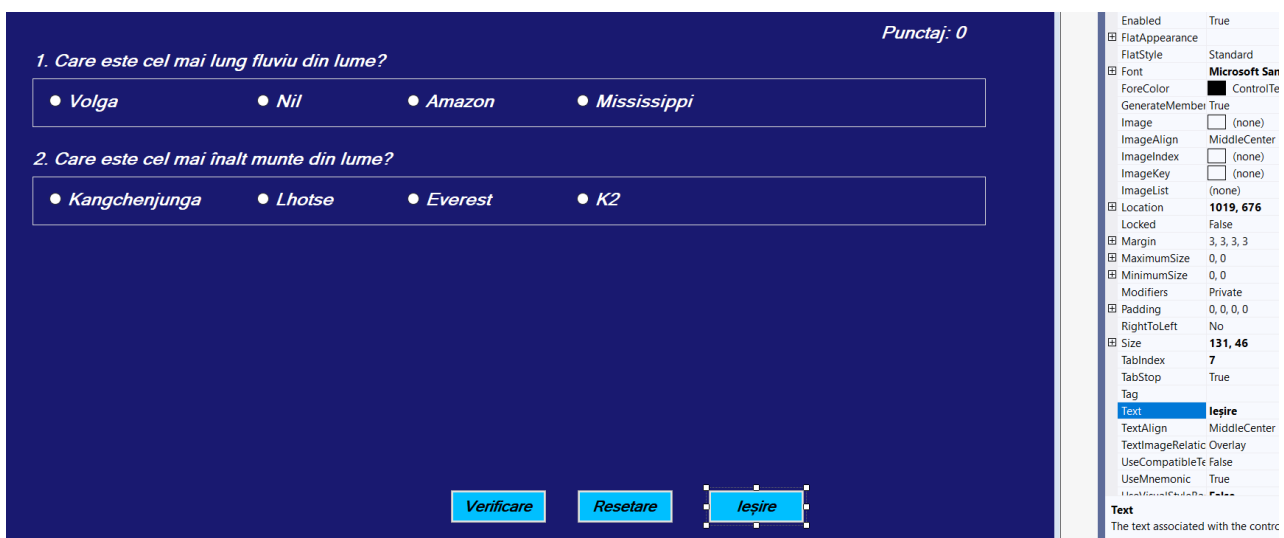 Punctaj: 0
1. Care este cel mai lung fluviu din lume?
Volga Nil Amazon Mississippi
2. Care este cel mai înalt munte din lume?
Kangchenjunga Lhotse Everest K2
Verificare Resetare Ieșire
Enabled True
FlatAppearance
FlatStyle Standard
Font Microsoft San
ForeColor ControlTe
GenerateMember True
Image (none)
ImageAlign MiddleCenter
ImageIndex (none)
ImageKey (none)
ImageList (none)
Location 1019, 676
Locked False
Margin 3, 3, 3, 3
MaximumSize 0, 0
MinimumSize 0, 0
Modifiers Private
Padding 0, 0, 0, 0
RightToLeft No
Size 131, 46
TabIndex 7
TabStop True
Tag
Text Ieșire
TextAlign MiddleCenter
TextImageRelatic Overlay
UseCompatibleTe False
UseMnemonic True
Text
The text associated with the contro